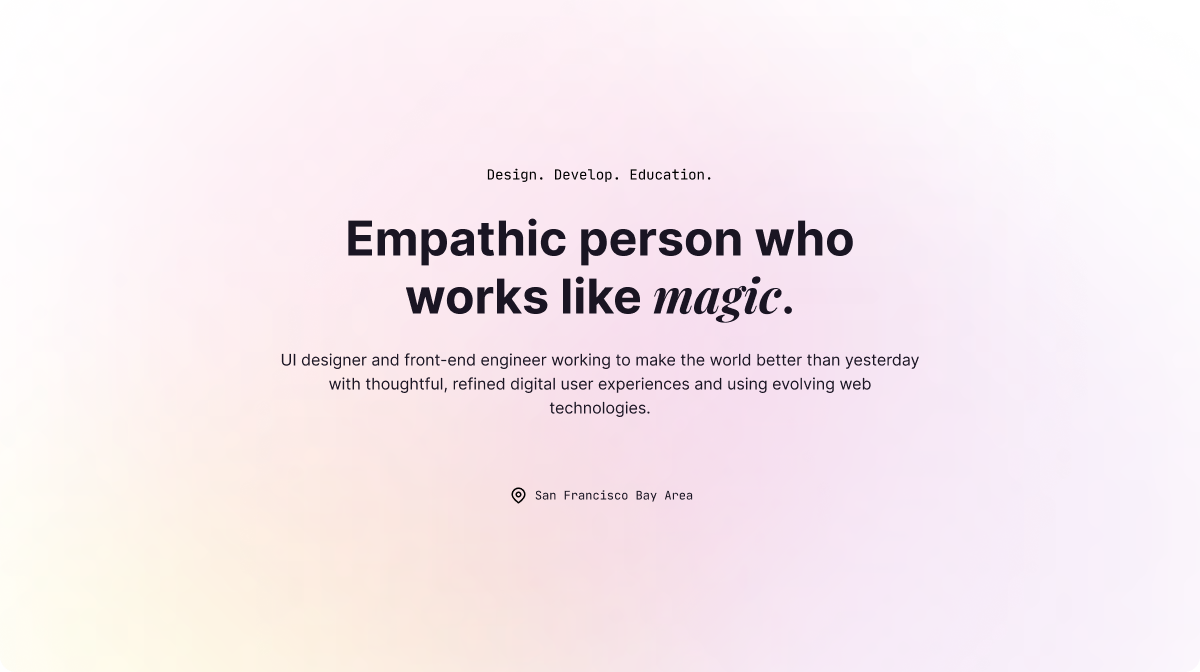 Design. Develop. Education.
Empathic person who
works like magic.
UI designer and front-end engineer working to make the world better than yesterday
with thoughtful, refined digital user experiences and using evolving web
technologies.
San Francisco Bay Area